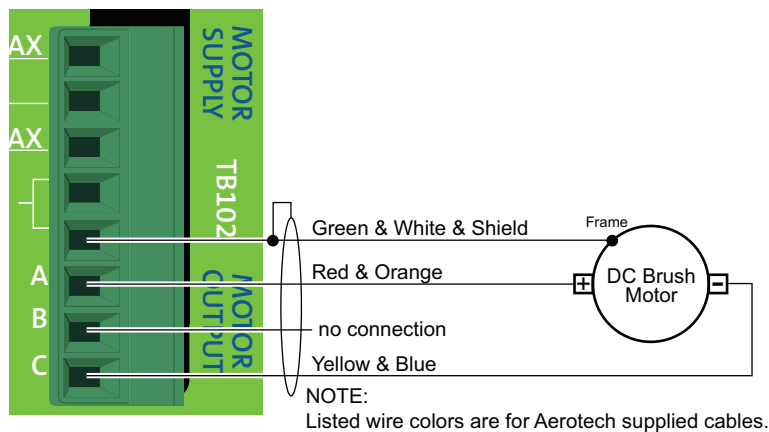 AX
AX
MOTOR
SUPPLY
TB102
MOTOR
OUTPUT
A
B
C
Green & White & Shield
Red & Orange
no connection
Yellow & Blue
Frame
+
DC Brush
Motor
-
NOTE:
Listed wire colors are for Aerotech supplied cables.